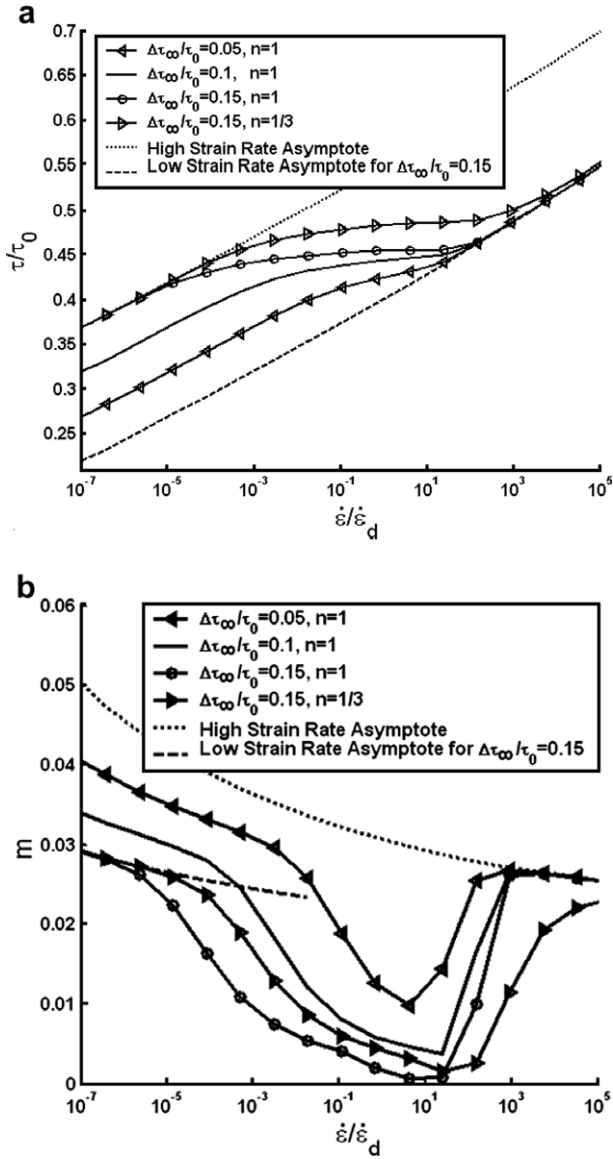 a
0.7
0.65
0.6
0.55
0.5
0.45
0.4
0.35
0.3
0.25
τ/τ₀
Δτ∞/τ₀=0.05, n=1
Δτ∞/τ₀=0.1, n=1
Δτ∞/τ₀=0.15, n=1
Δτ∞/τ₀=0.15, n=1/3
High Strain Rate Asymptote
Low Strain Rate Asymptote for Δτ∞/τ₀=0.15
10⁻⁷ 10⁻⁵ 10⁻³ 10⁻¹ 10¹ 10³ 10⁵
ε̇/ε̇d
b
0.06
0.05
0.04
0.03
0.02
0.01
0
m
Δτ∞/τ₀=0.05, n=1
Δτ∞/τ₀=0.1, n=1
Δτ∞/τ₀=0.15, n=1
Δτ∞/τ₀=0.15, n=1/3
High Strain Rate Asymptote
Low Strain Rate Asymptote for Δτ∞/τ₀=0.15
10⁻⁷ 10⁻⁵ 10⁻³ 10⁻¹ 10¹ 10³ 10⁵
ε̇/ε̇d